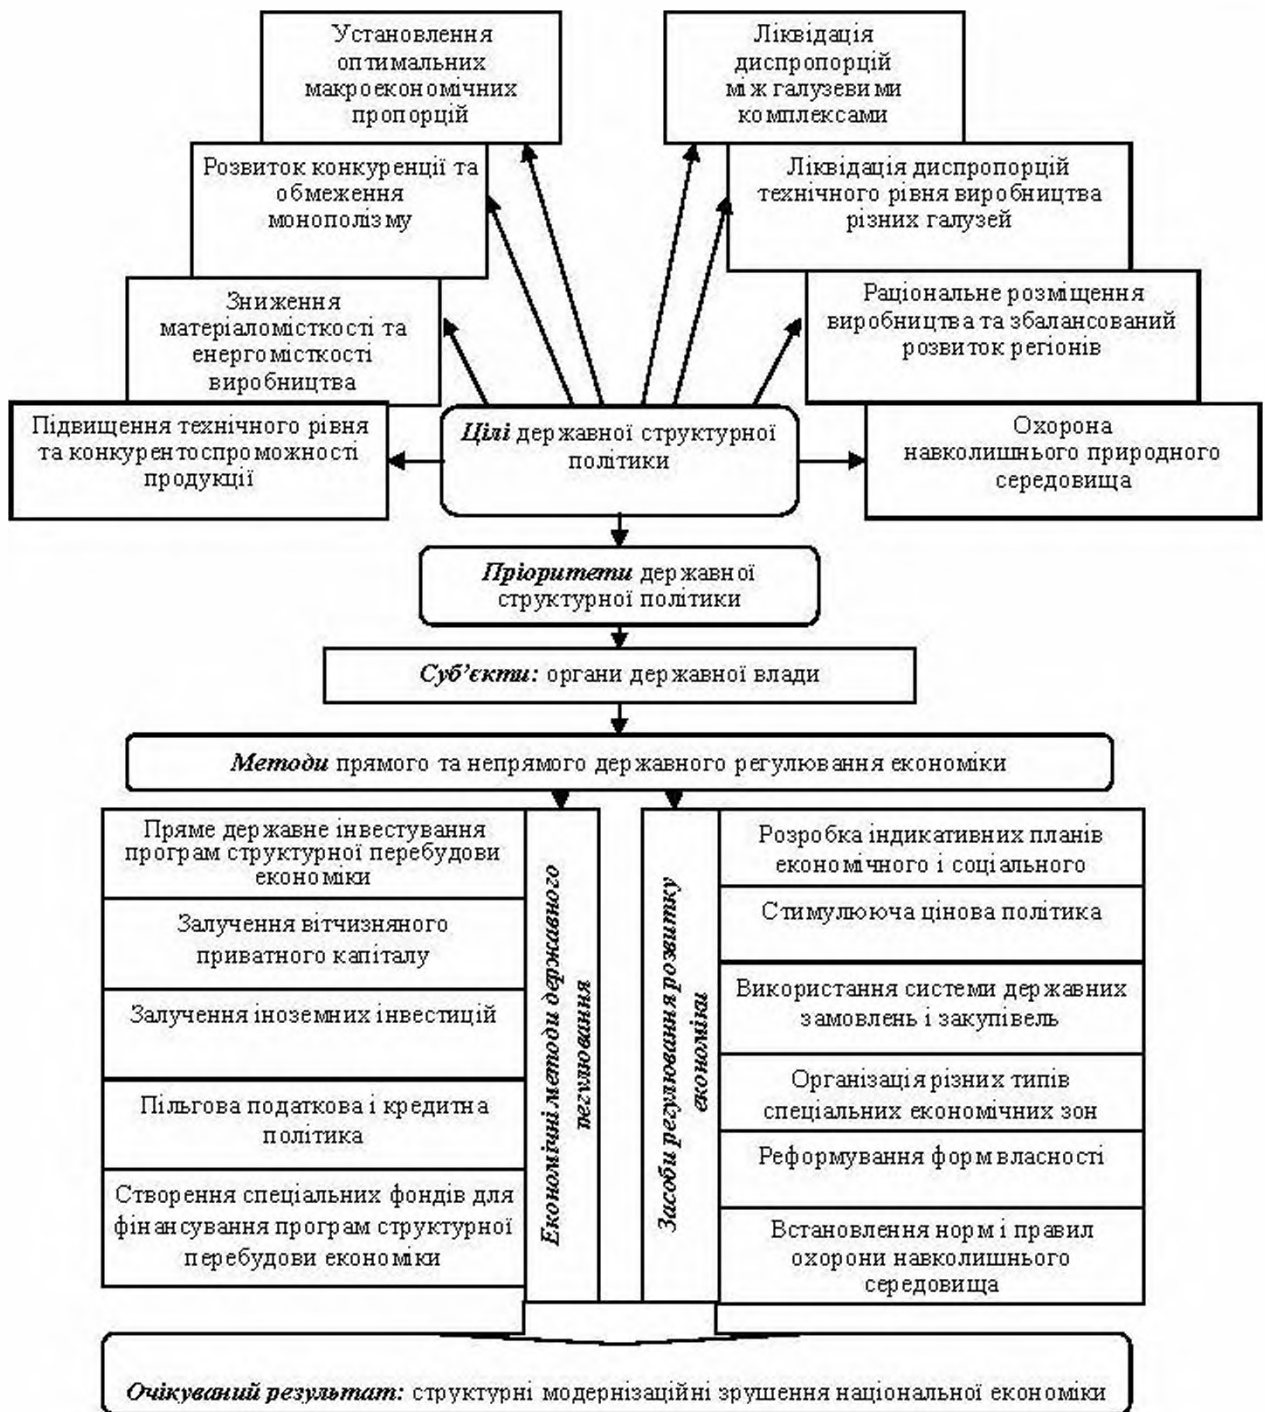 Установлення
оптимальних
макроекономічних
пропорцій
Ліквідація
диспропорцій
між галузевими
комплексами
Розвиток конкуренції та
обмеження
монополізму
Ліквідація диспропорцій
технічного рівня виробництва
різних галузей
Зниження
матеріаломісткості та
енергомісткості
виробництва
Раціональне розміщення
виробництва та збалансований
розвиток регіонів
Підвищення технічного рівня
та конкурентоспроможності
продукції
Цілі державної структурної
політики
Охорона
навколишнього природного
середовища
Пріоритети державної
структурної політики
Суб’єкти: органи державної влади
Методи прямого та непрямого державного регулювання економіки
Пряме державне інвестування
програм структурної перебудови
економіки
Залучення вітчизняного
приватного капіталу
Залучення іноземних інвестицій
Пільгова податкова і кредитна
політика
Створення спеціальних фондів для
фінансування програм структурної
перебудови економіки
Економічні методи державного
регулювання
Засоби регулювання розвитку
економіки
Розробка індикативних планів
економічного і соціального
Стимулююча цінова політика
Використання системи державних
замовлень і закупівель
Організація різних типів
спеціальних економічних зон
Реформування форм власності
Встановлення норм і правил
охорони навколишнього
середовища
Очікуваний результат: структурні модернізаційні зрушення національної економіки